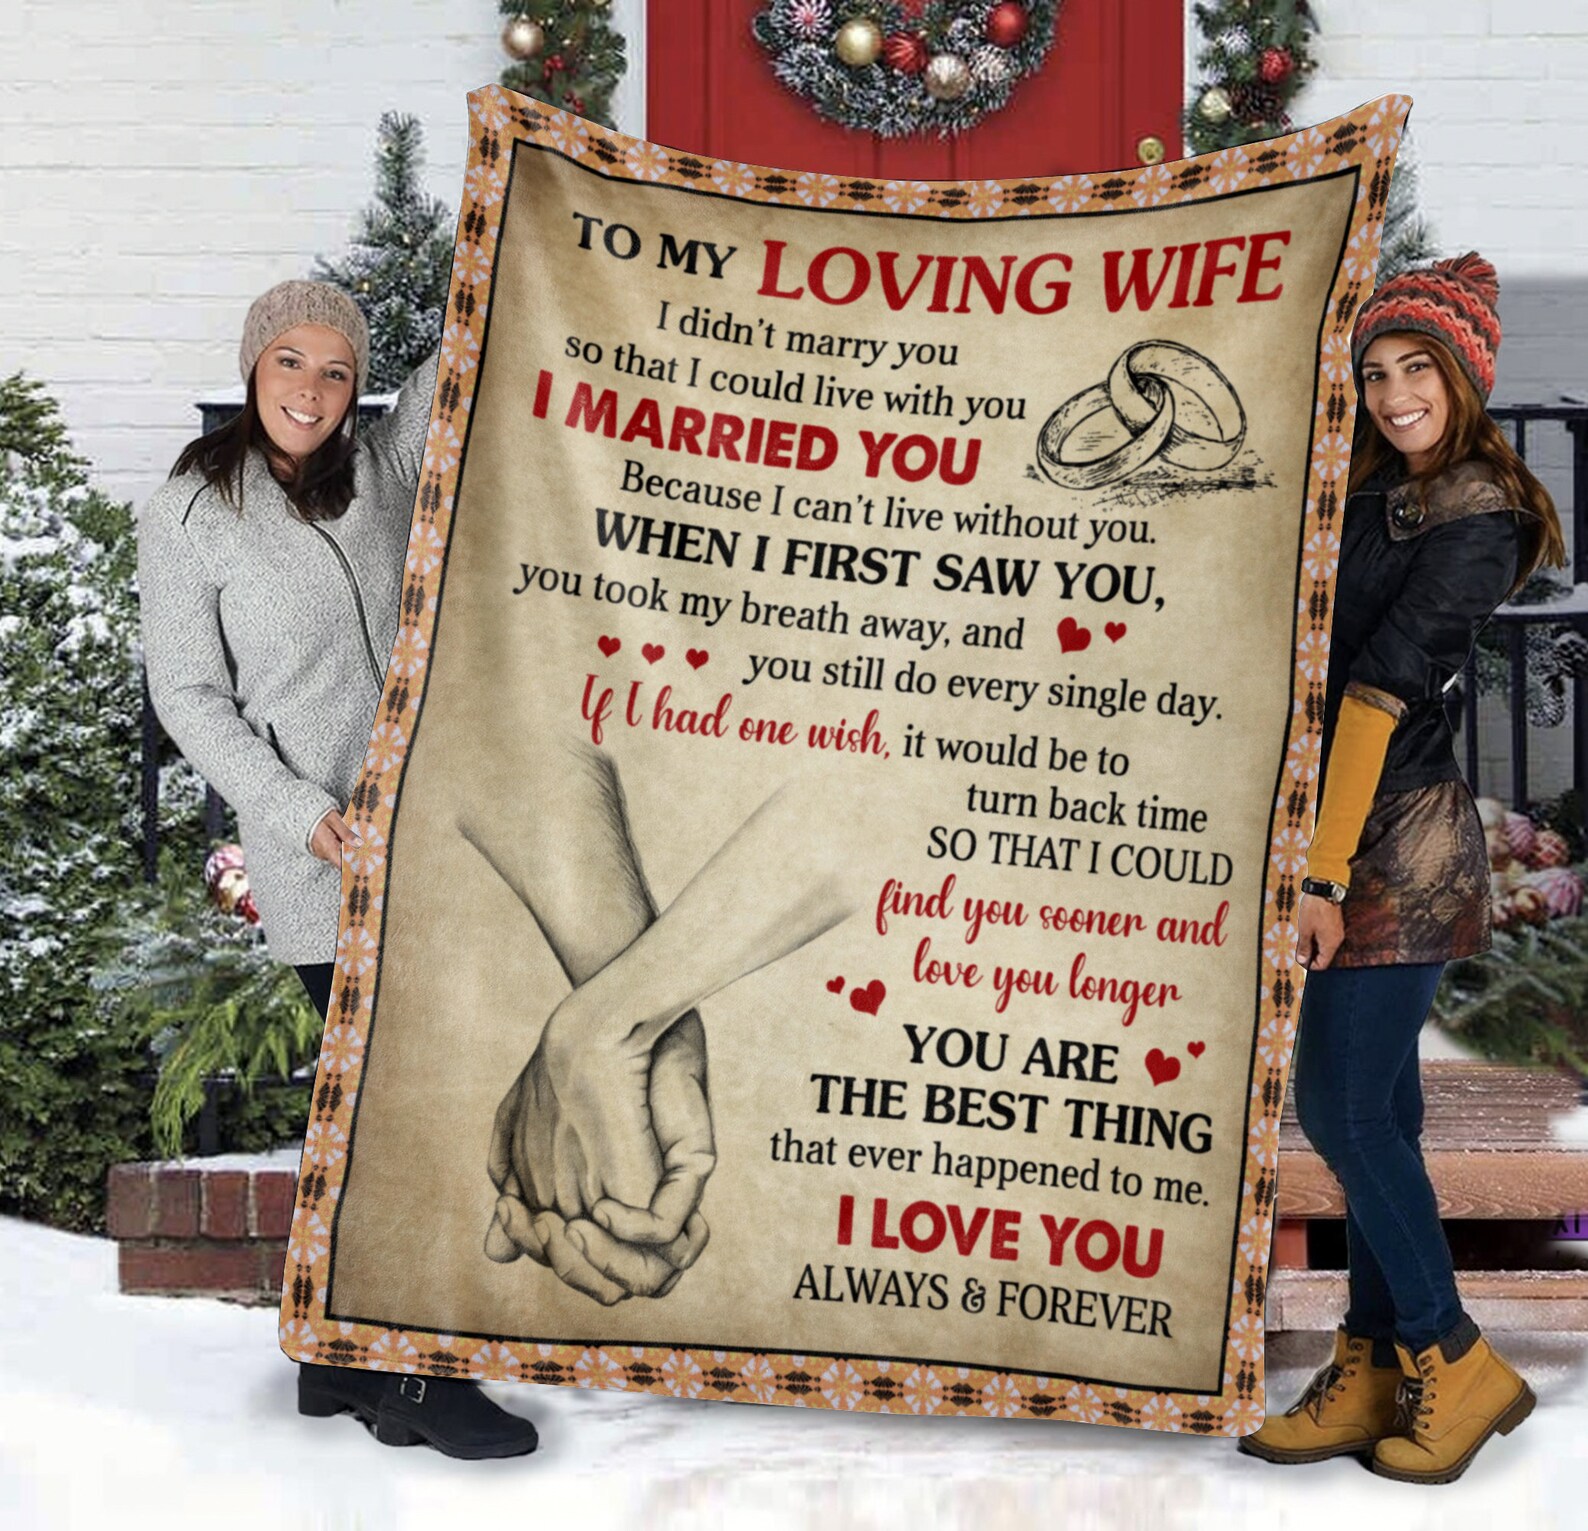 TO MY LOVING WIFE
I didn't marry you
so that I could live with you
I MARRIED YOU
Because I can't live without you.
WHEN I FIRST SAW YOU,
you took my breath away, and
you still do every single day.
If I had one wish, it would be to
turn back time
SO THAT I COULD
find you sooner and
love you longer
YOU ARE
THE BEST THING
that ever happened to me.
I LOVE YOU
ALWAYS & FOREVER